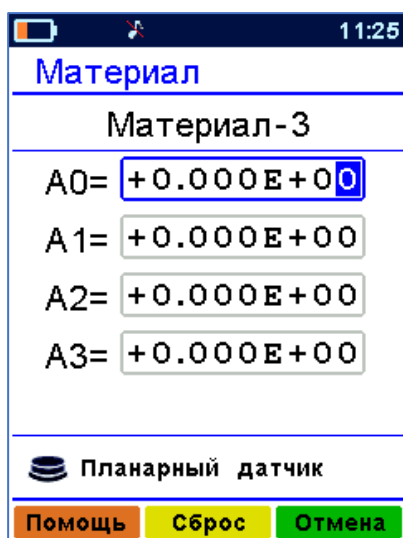 11:25
Материал
Материал-3
A0= +0.000E+00
A1= +0.000E+00
A2= +0.000E+00
A3= +0.000E+00
Планарный датчик
Помощь Сброс Отмена